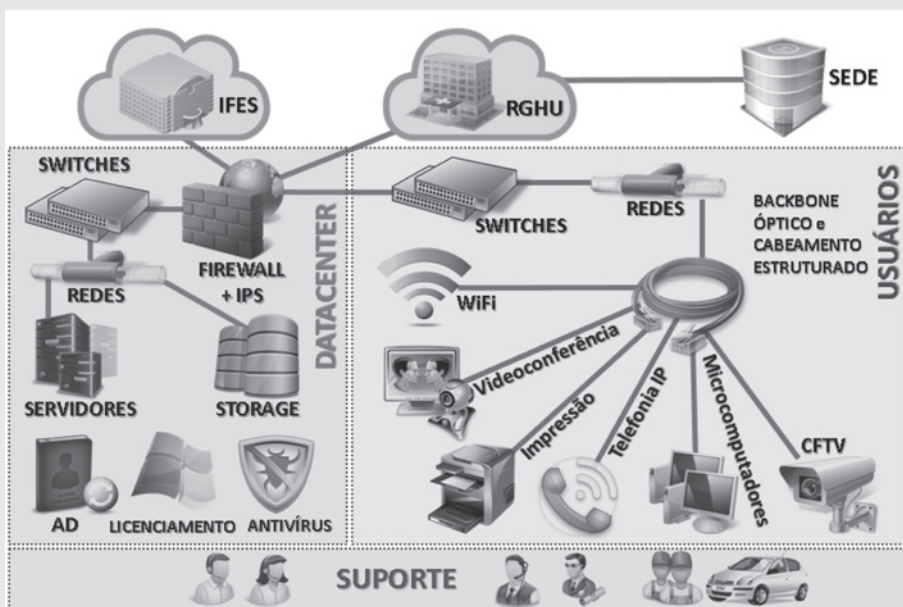 IFES
RGHU
SEDE
SWITCHES
FIREWALL
+ IPS
REDES
SERVIDORES
STORAGE
AD
LICENCIAMENTO
ANTIVÍRUS
DATACENTER
SWITCHES
REDES
BACKBONE
ÓPTICO e
CABEAMENTO
ESTRUTURADO
USUÁRIOS
WiFi
Videoconferência
Impressão
Telefonia IP
Microcomputadores
CFTV
SUPORTE